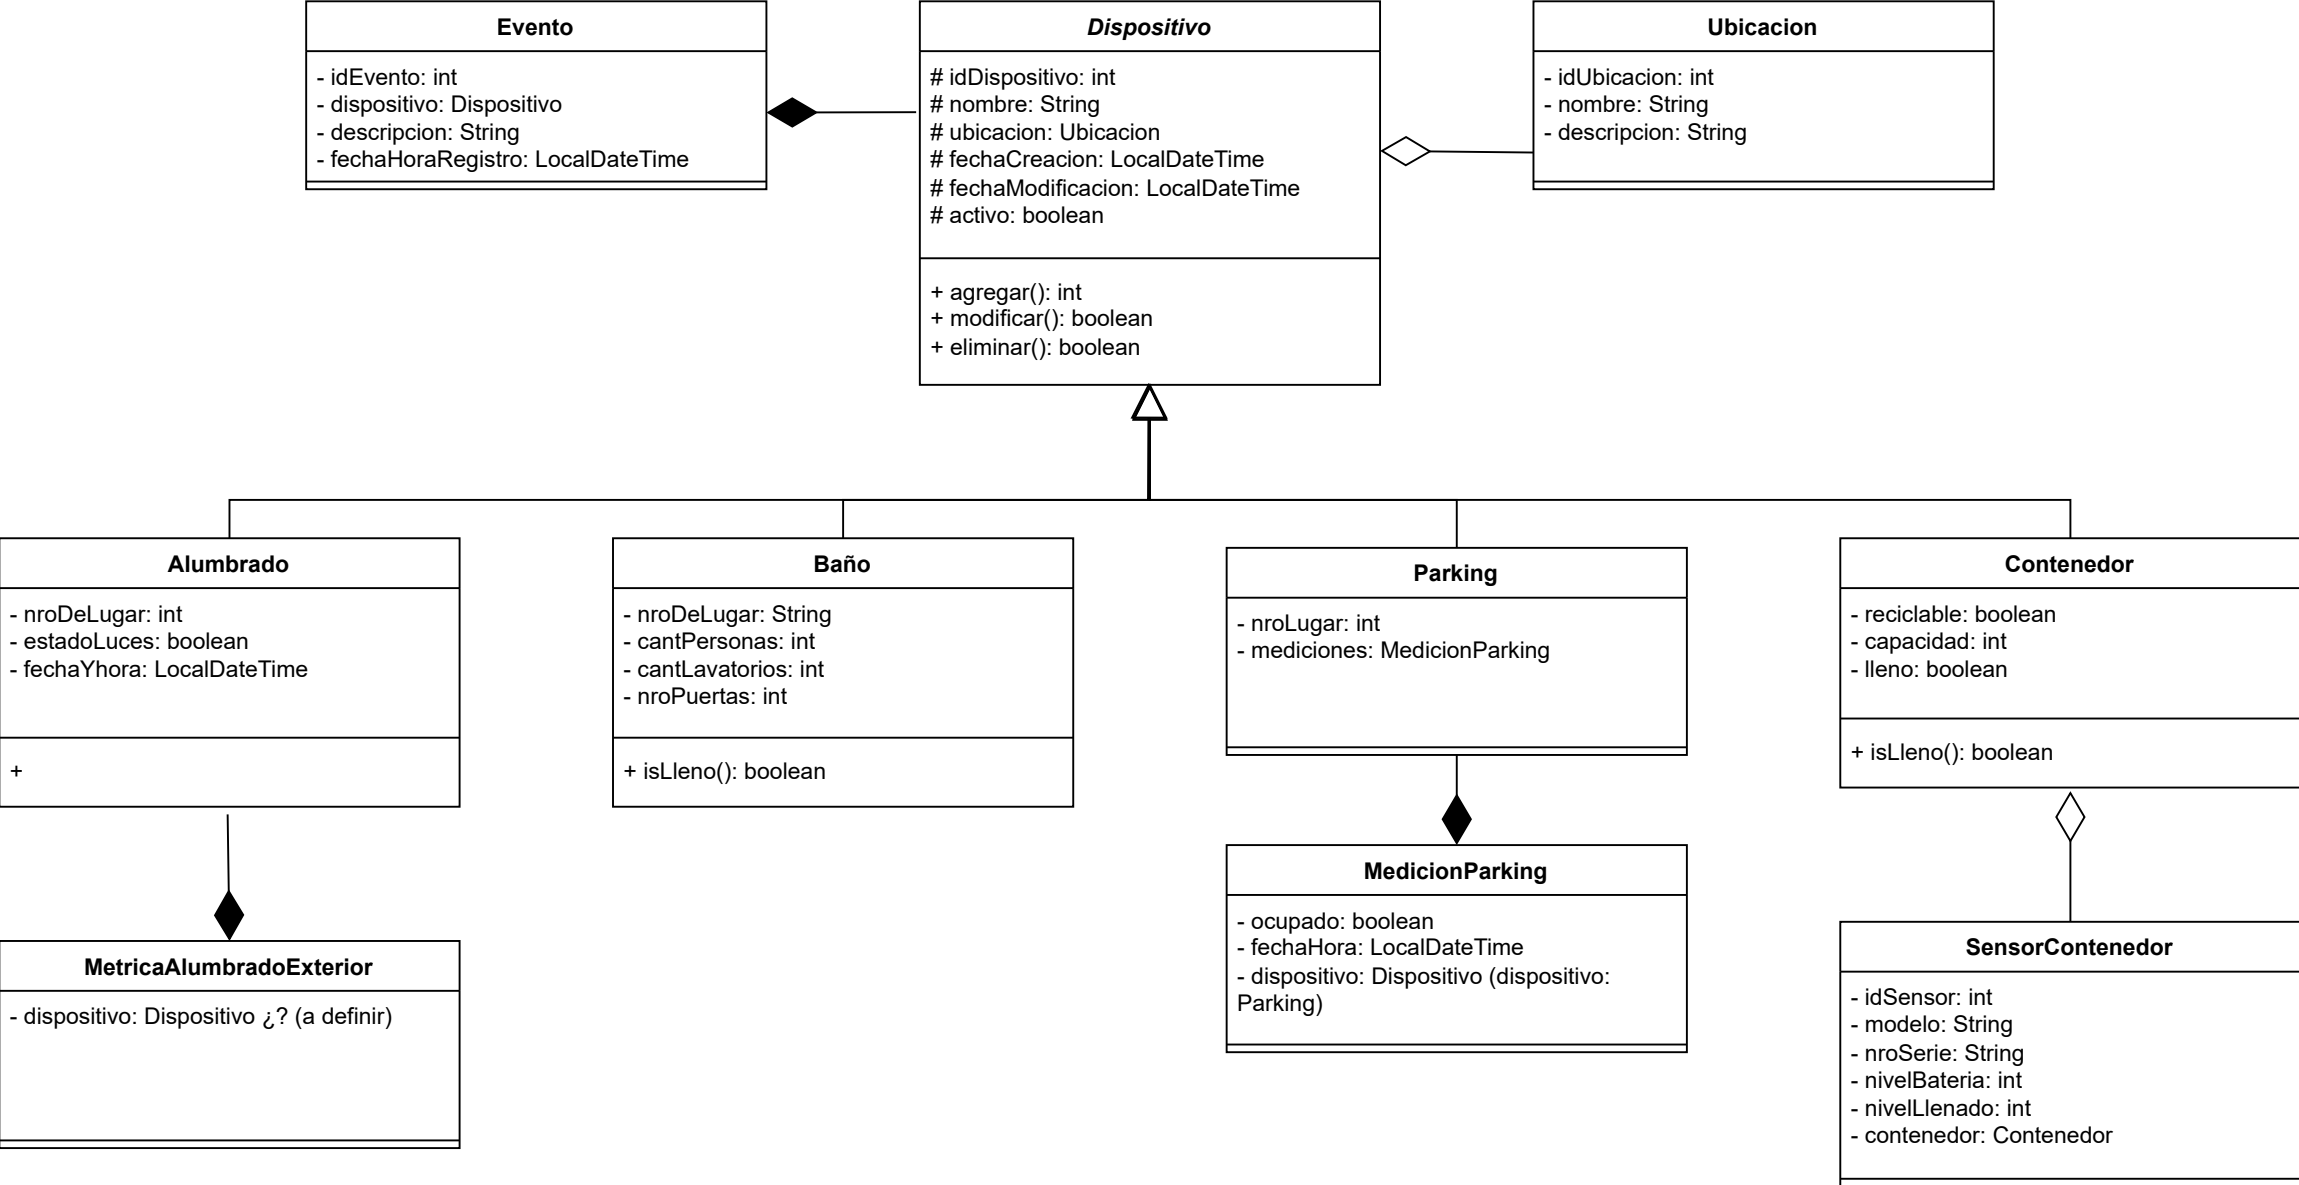 Evento
- idEvento: int
- dispositivo: Dispositivo
- descripcion: String
- fechaHoraRegistro: LocalDateTime
Dispositivo
# idDispositivo: int
# nombre: String
# ubicacion: Ubicacion
# fechaCreacion: LocalDateTime
# fechaModificacion: LocalDateTime
# activo: boolean
+ agregar(): int
+ modificar(): boolean
+ eliminar(): boolean
Ubicacion
- idUbicacion: int
- nombre: String
- descripcion: String
Alumbrado
- nroDeLugar: int
- estadoLuces: boolean
- fechaYhora: LocalDateTime
+
Baño
- nroDeLugar: String
- cantPersonas: int
- cantLavatorios: int
- nroPuertas: int
+ isLleno(): boolean
Parking
- nroLugar: int
- mediciones: MedicionParking
Contenedor
- reciclable: boolean
- capacidad: int
- lleno: boolean
+ isLleno(): boolean
MetricaAlumbradoExterior
- dispositivo: Dispositivo ¿? (a definir)
MedicionParking
- ocupado: boolean
- fechaHora: LocalDateTime
- dispositivo: Dispositivo (dispositivo:
Parking)
SensorContenedor
- idSensor: int
- modelo: String
- nroSerie: String
- nivelBateria: int
- nivelLlenado: int
- contenedor: Contenedor